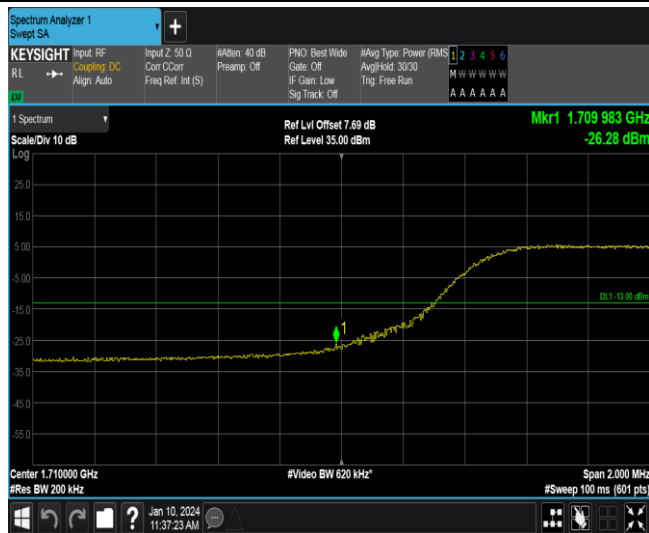 Spectrum Analyzer 1
Swept SA
KEYSIGHT
RL
Input: RF
Coupling: DC
Align: Auto
Input Z: 50 Ω
Corr CCorr
Freq Ref: Int (S)
#Atten: 40 dB
Preamp: Off
PNO: Best Wide
Gate: Off
IF Gain: Low
Sig Track: Off
#Avg Type: Power (RMS
Avg|Hold: 30/30
Trig: Free Run
1 2 3 4 5 6
M W W W W W
A A A A A A
1 Spectrum
Scale/Div 10 dB
Log
Ref Lvl Offset 7.69 dB
Ref Level 35.00 dBm
Mkr1 1.709 983 GHz
-26.28 dBm
25.0
15.0
5.00
-5.00
DL1 -13.00 dBm
-15.0
1
-25.0
-35.0
-45.0
-55.0
Center 1.710000 GHz
#Video BW 620 kHz*
Span 2.000 MHz
#Res BW 200 kHz
#Sweep 100 ms (601 pts)
?
Jan 10, 2024
11:37:23 AM